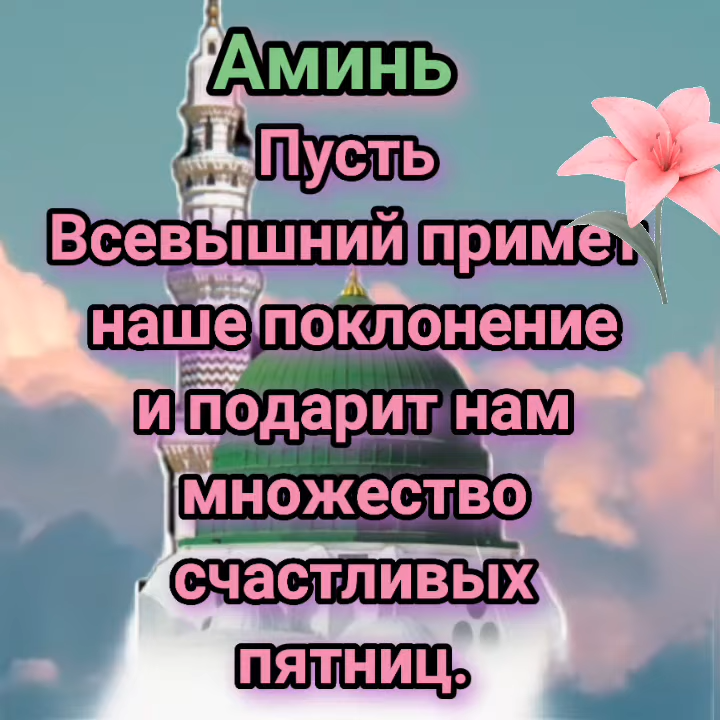 Аминь
Пусть
Всевышний примет
наше поклонение
и подарит нам
множество
счастливых
пятниц.